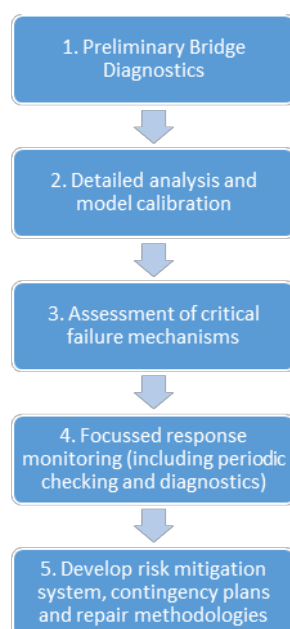 1. Preliminary Bridge
Diagnostics
2. Detailed analysis and
model calibration
3. Assessment of critical
failure mechanisms
4. Focussed response
monitoring (including periodic
checking and diagnostics)
5. Develop risk mitigation
system, contingency plans
and repair methodologies